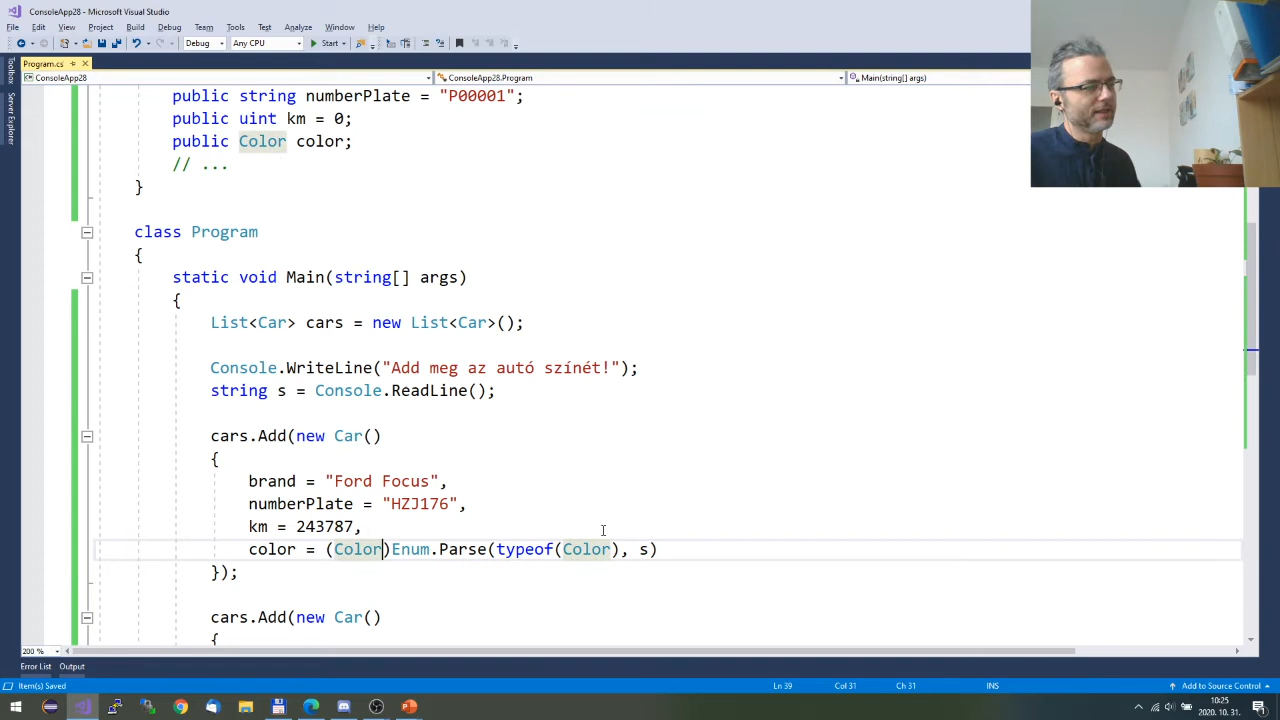 ConsoleApp28 - Microsoft Visual Studio
File Edit View Project Build Debug Team Tools Test Analyze Window Help
Debug Any CPU Start
Program.cs
ConsoleApp28 ConsoleApp28.Program Main(string[] args)
Toolbox
Server Explorer
public string numberPlate = "P00001";
public uint km = 0;
public Color color;
// ...
}
class Program
{
static void Main(string[] args)
{
List<Car> cars = new List<Car>();
Console.WriteLine("Add meg az autó színét!");
string s = Console.ReadLine();
cars.Add(new Car()
{
brand = "Ford Focus",
numberPlate = "HZJ176",
km = 243787,
color = (Color)Enum.Parse(typeof(Color), s)
});
cars.Add(new Car()
{
200 %
Error List Output
Item(s) Saved Ln 39 Col 31 Ch 31 INS Add to Source Control
10:25
2020. 10. 31.